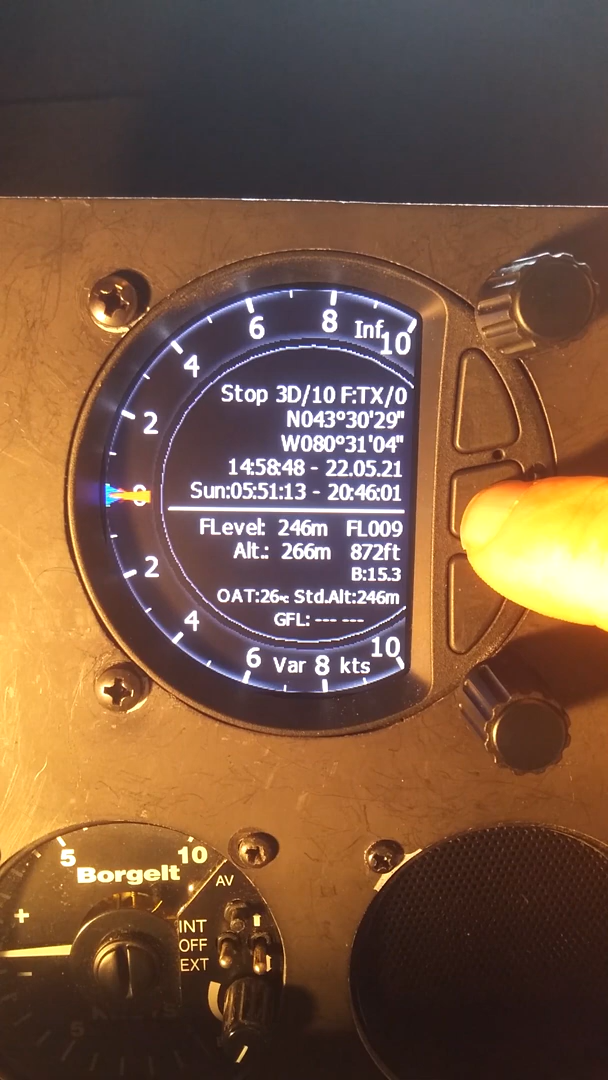 6 8 Inf 10
4
2
Stop 3D/10 F:TX/0
N043°30'29"
W080°31'04"
14:58:48 - 22.05.21
Sun:05:51:13 - 20:46:01
FLevel: 246m FL009
Alt.: 266m 872ft
B:15.3
OAT:26°C Std.Alt:246m
GFL: --- ---
2
4
6 Var 8 kts 10
5 10
Borgelt
AV
+
-
INT
OFF
EXT
5